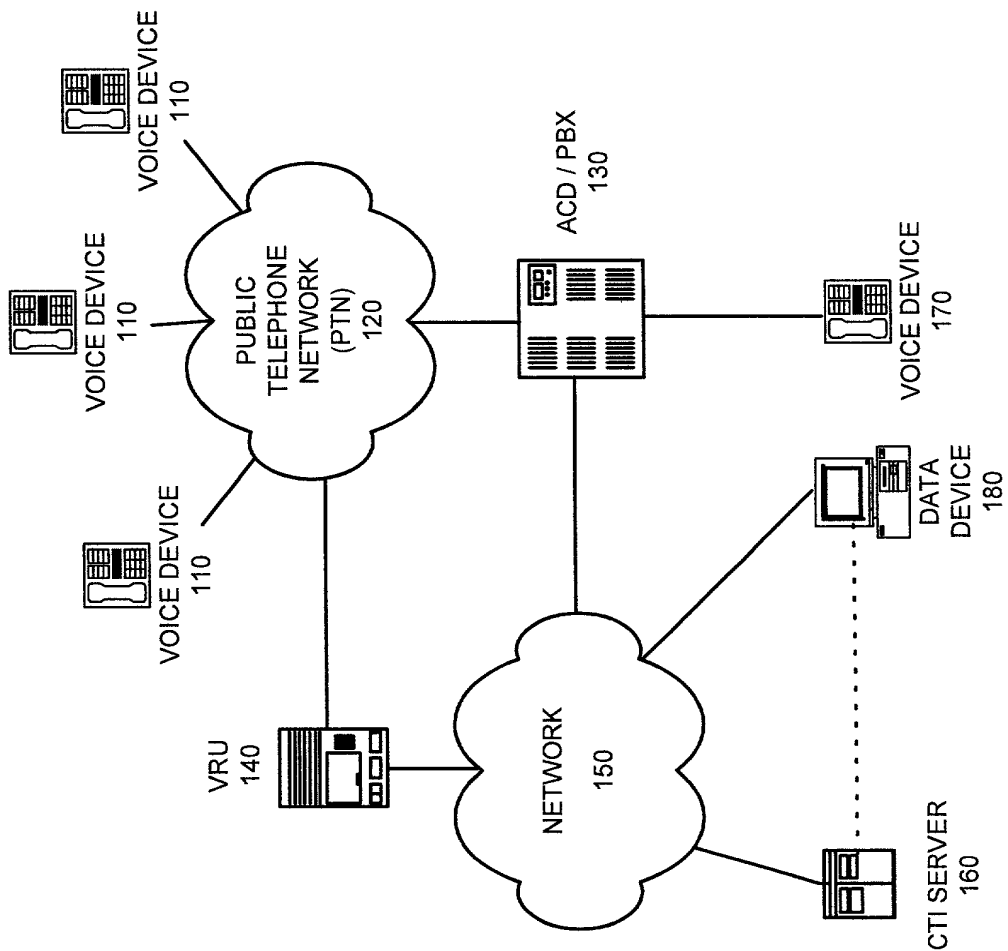 VOICE DEVICE
110
VOICE DEVICE
110
VOICE DEVICE
110
PUBLIC
TELEPHONE
NETWORK
(PTN)
120
VRU
140
ACD / PBX
130
NETWORK
150
VOICE DEVICE
170
DATA
DEVICE
180
CTI SERVER
160